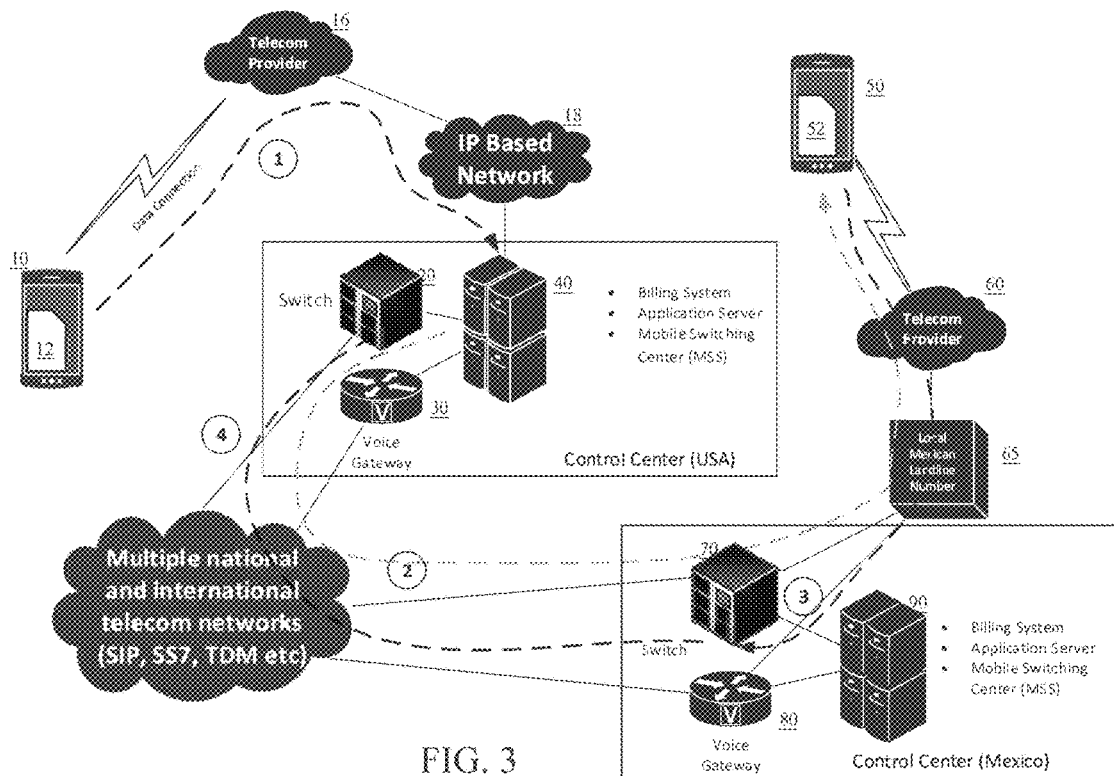 16
Telecom
Provider
18
IP Based
Network
1
Data Connection
10
12
50
52
20
Switch
40
• Billing System
• Application Server
• Mobile Switching
Center (MSS)
60
Telecom
Provider
30
Voice
Gateway
4
Control Center (USA)
Local
Mexican
Landline
Number
65
Multiple national
and international
telecom networks
(SIP, SS7, TDM etc)
2
70
3
Switch
90
• Billing System
• Application Server
• Mobile Switching
Center (MSS)
V
V
80
Voice
Gateway
Control Center (Mexico)
FIG. 3